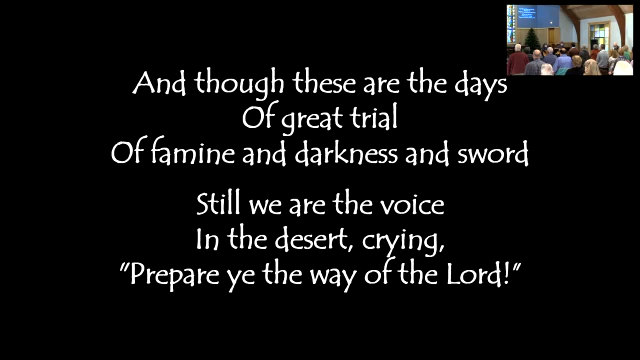 And though these are the days
Of great trial
Of famine and darkness and sword
Still we are the voice
In the desert, crying,
"Prepare ye the way of the Lord!"